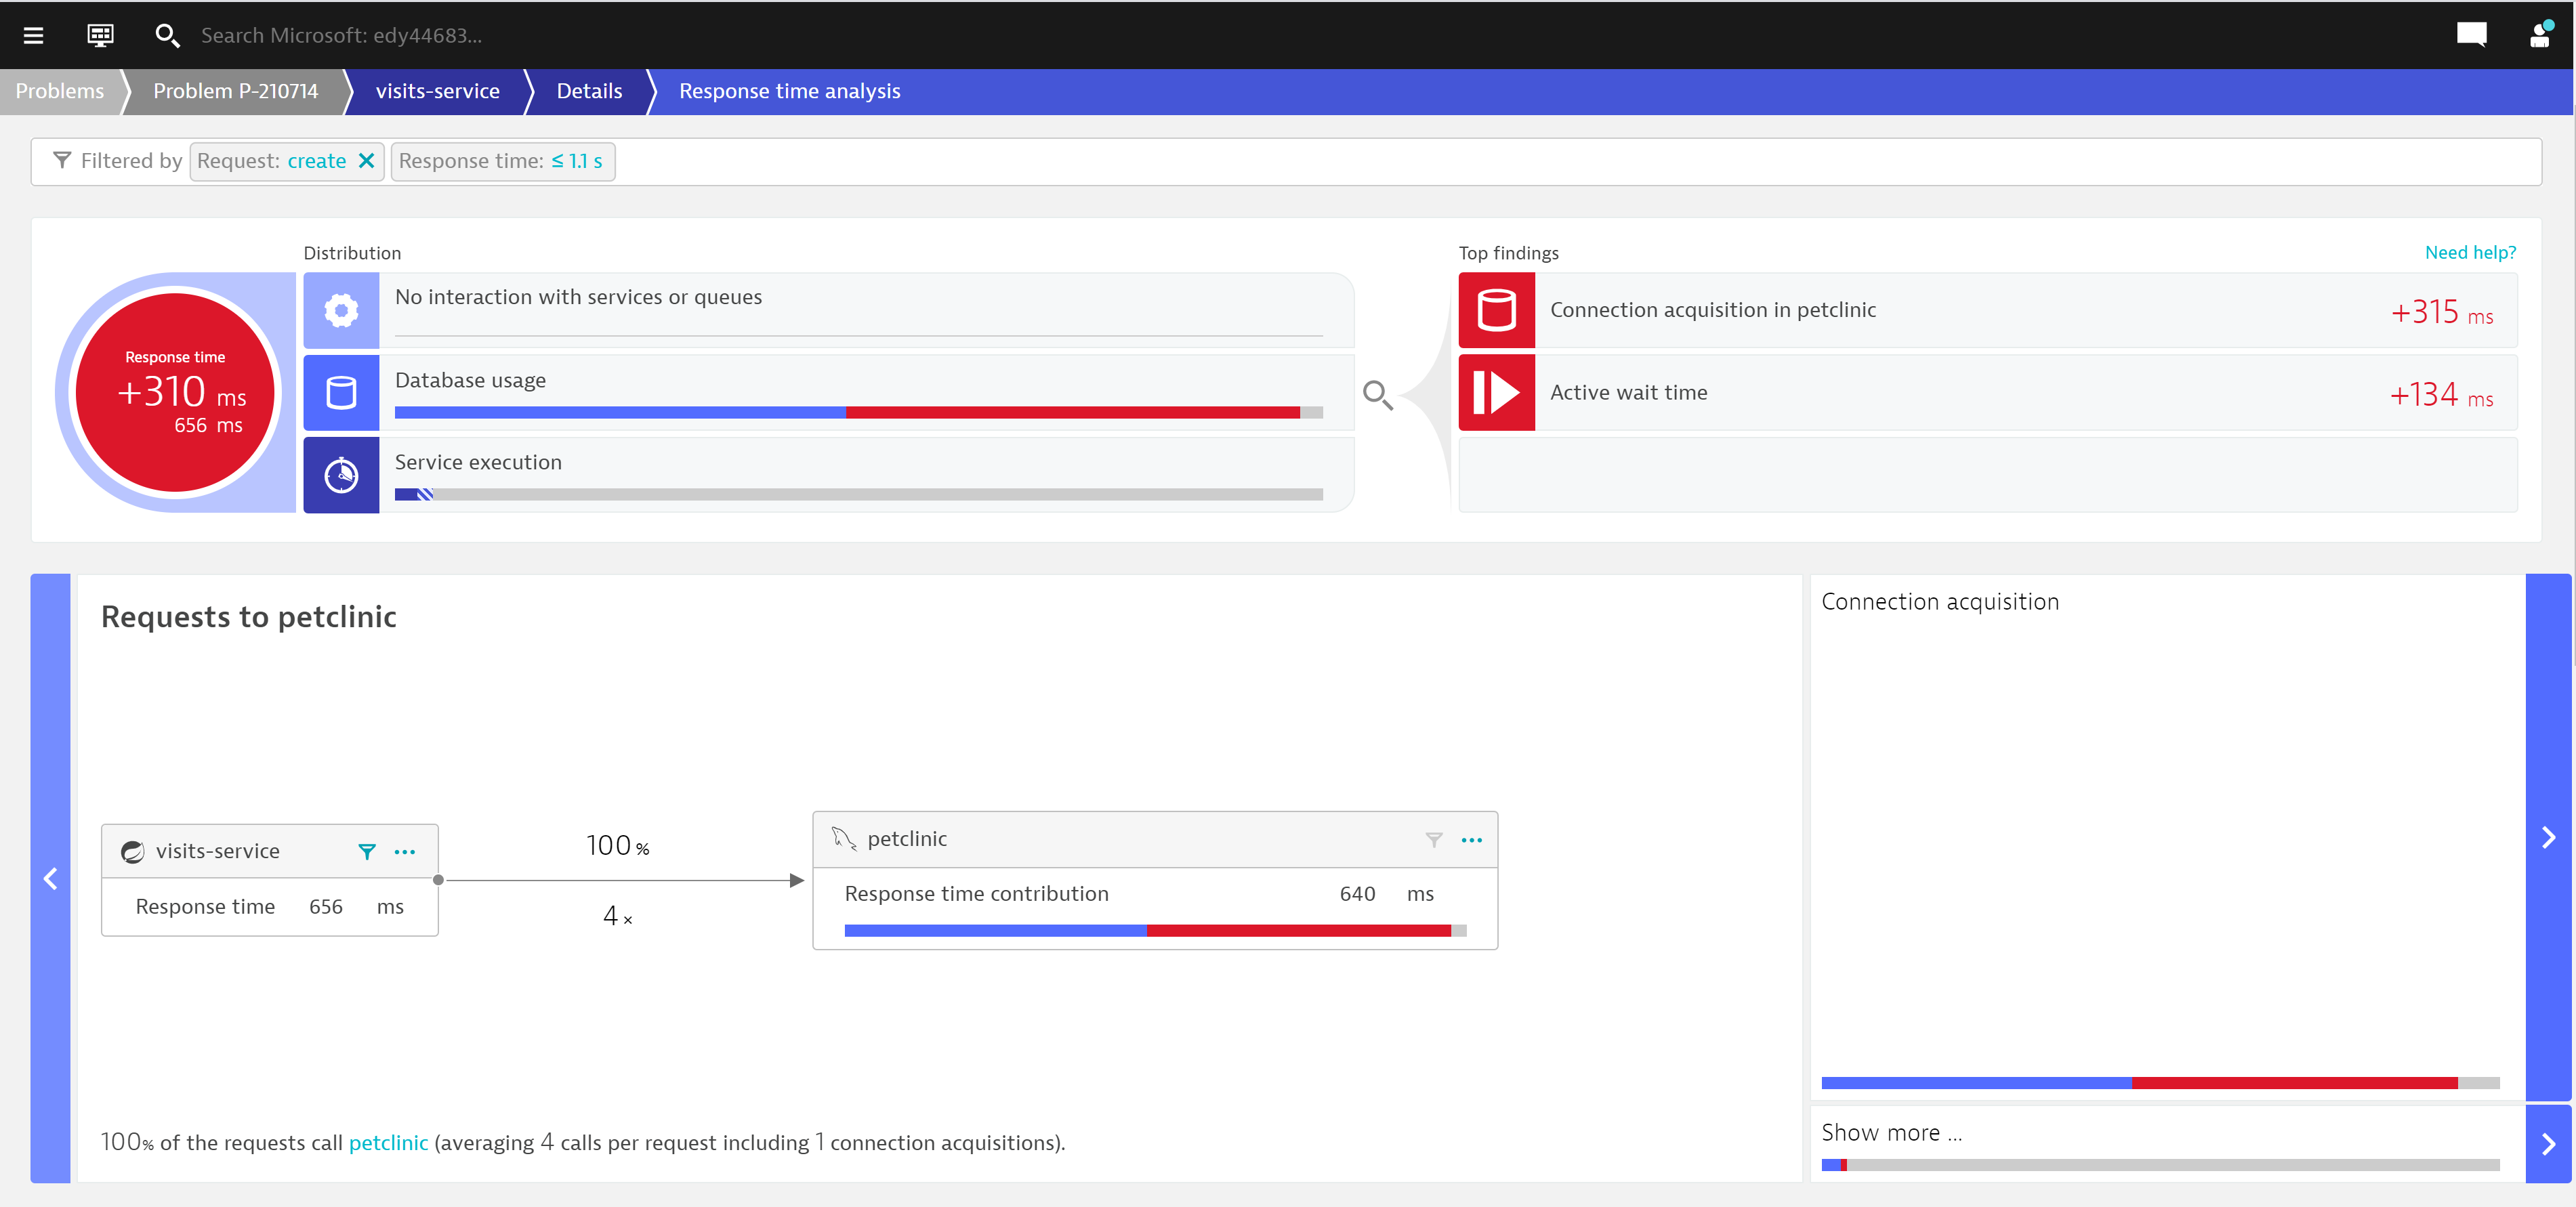 Search Microsoft: edy44683...
Problems
Problem P-210714
visits-service
Details
Response time analysis
Filtered by Request: create Response time: ≤ 1.1 s
Distribution
Response time
+310 ms
656 ms
No interaction with services or queues
Database usage
Service execution
Top findings
Need help?
Connection acquisition in petclinic +315 ms
Active wait time +134 ms
Requests to petclinic
visits-service
Response time 656 ms
100 %
4 ×
petclinic
Response time contribution 640 ms
100% of the requests call petclinic (averaging 4 calls per request including 1 connection acquisitions).
Connection acquisition
Show more ...